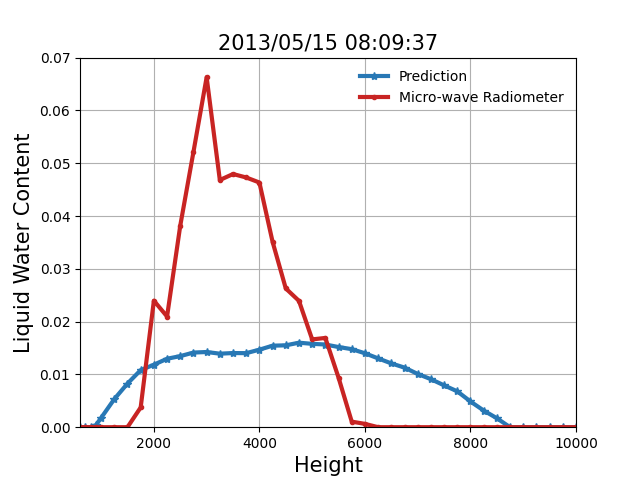 2013/05/15 08:09:37
Prediction
Micro-wave Radiometer
0.07
0.06
0.05
0.04
0.03
0.02
0.01
0.00
Liquid Water Content
2000 4000 6000 8000 10000
Height